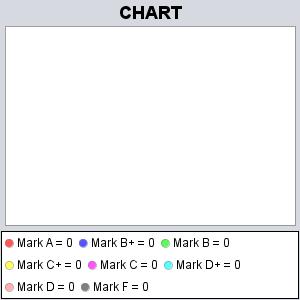 CHART
Mark A = 0 Mark B+ = 0 Mark B = 0
Mark C+ = 0 Mark C = 0 Mark D+ = 0
Mark D = 0 Mark F = 0